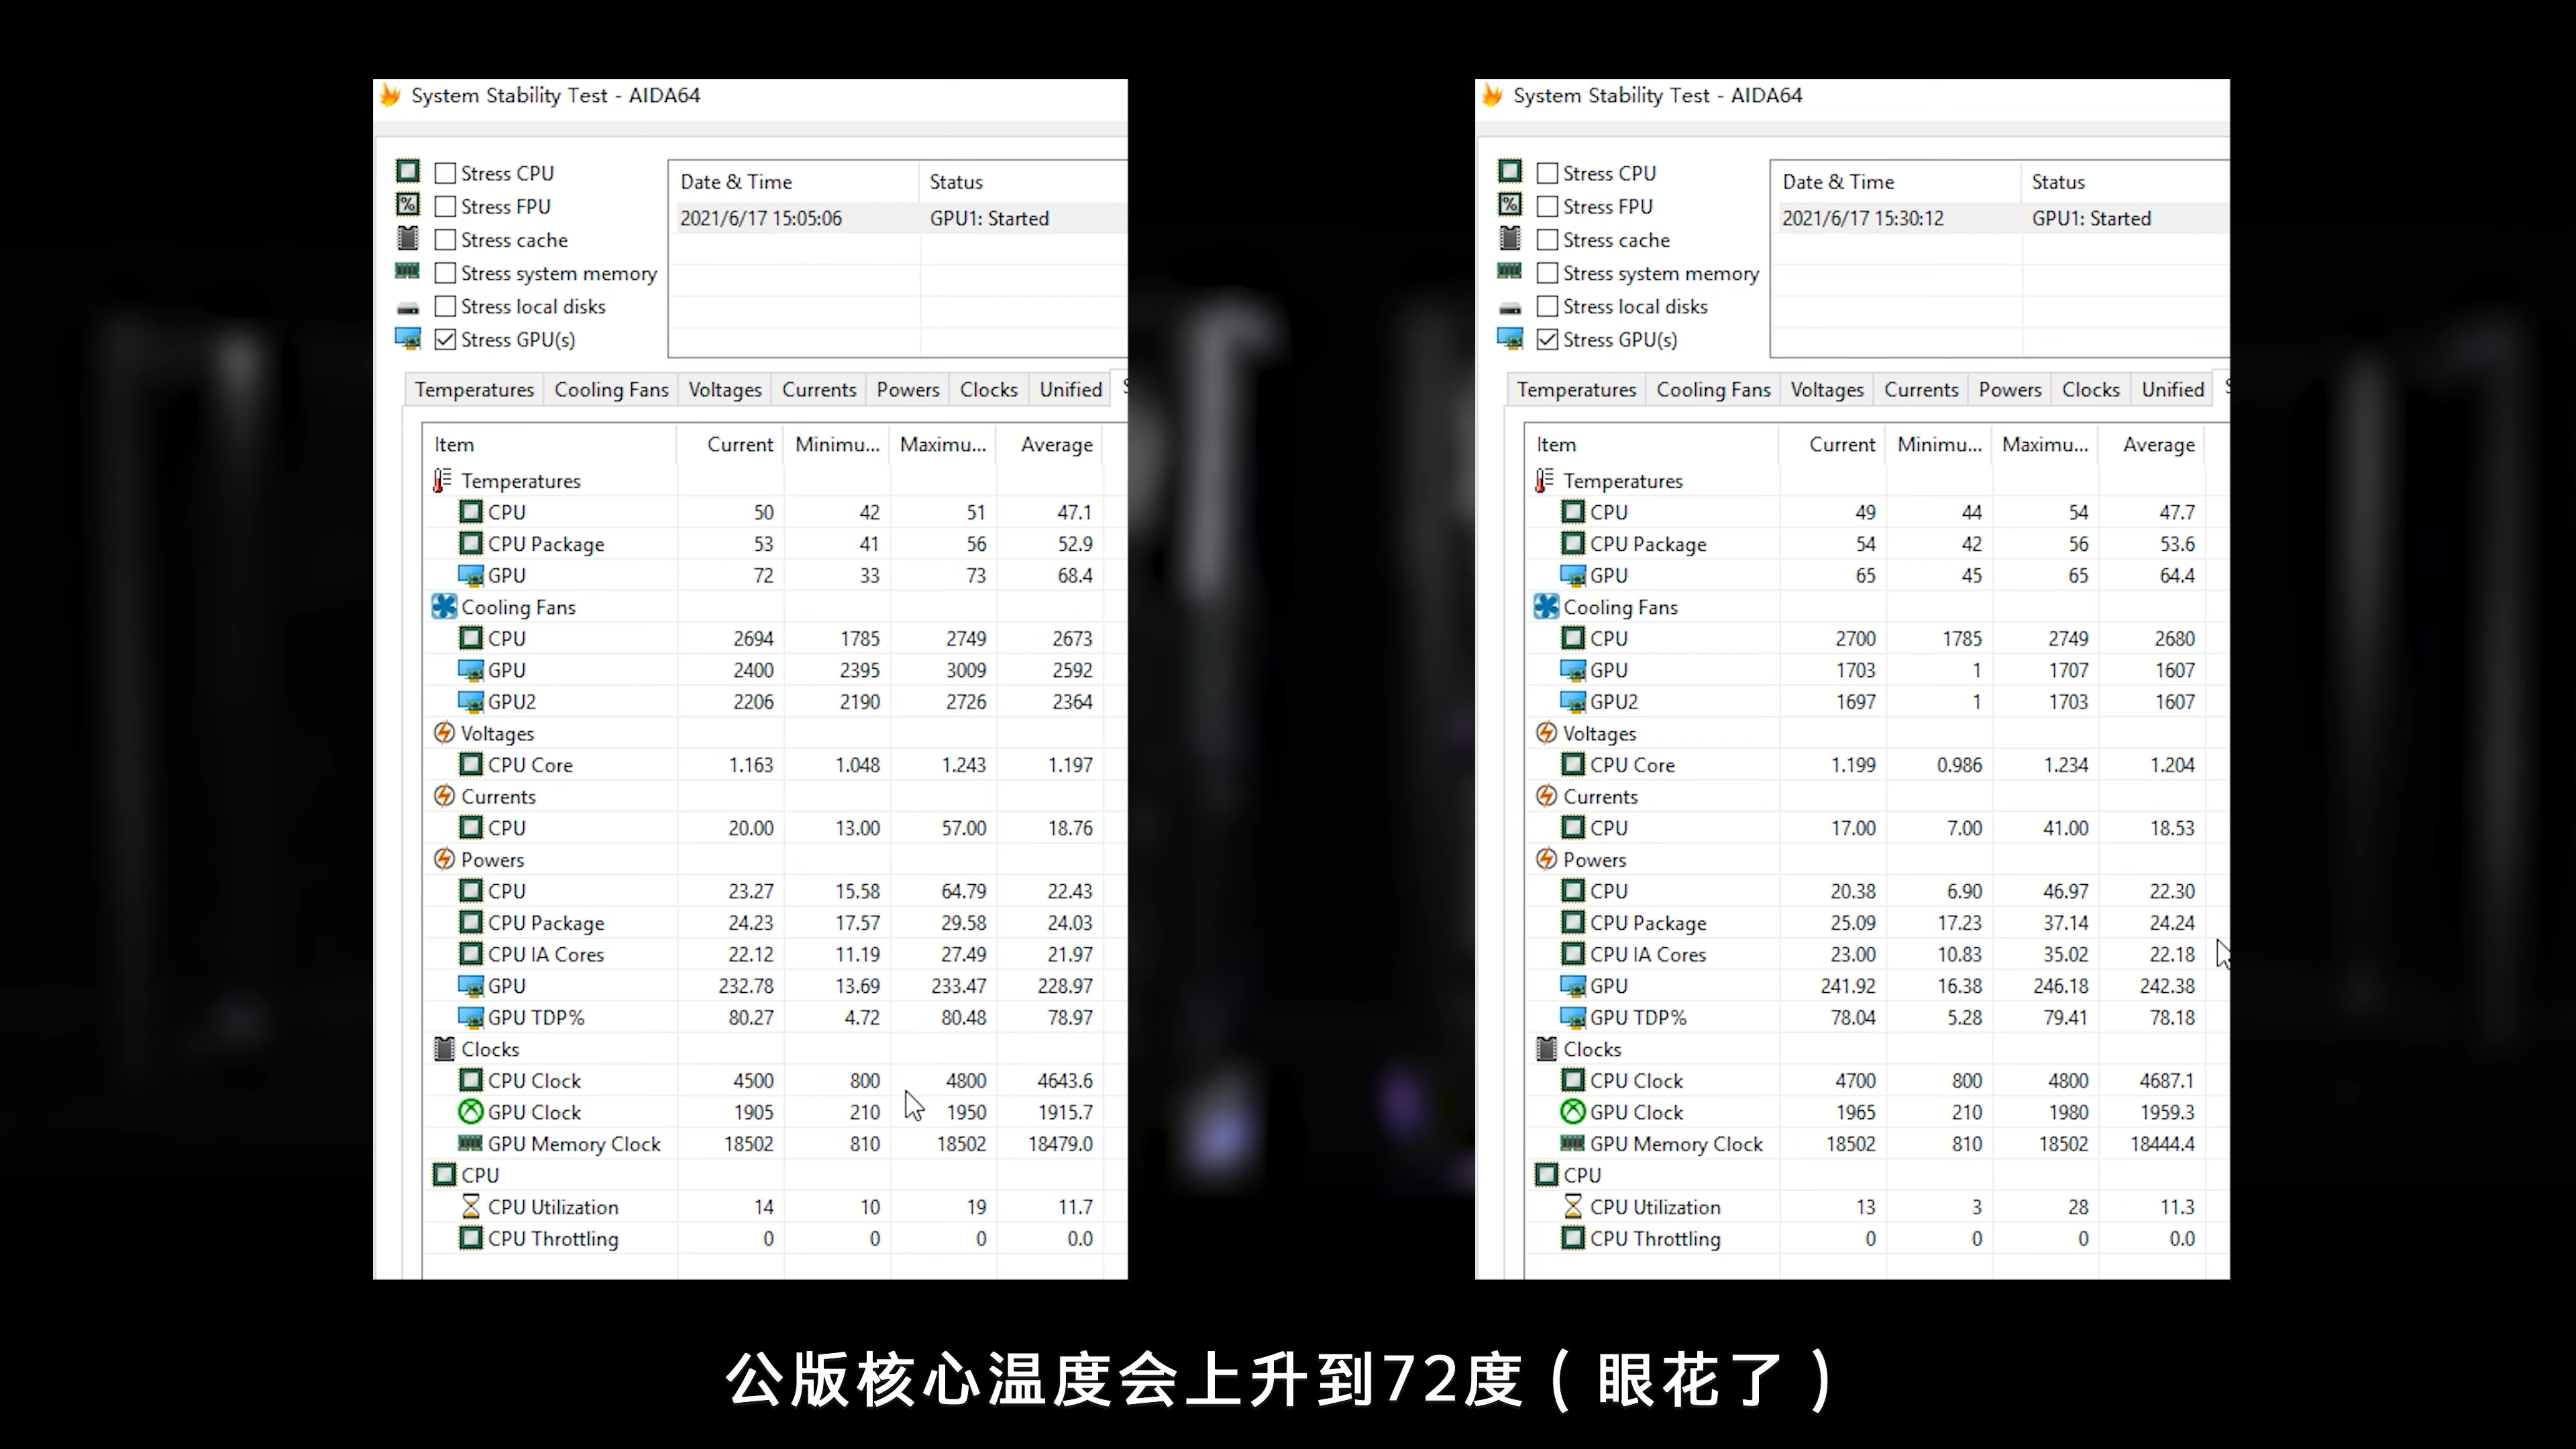 System Stability Test - AIDA64
Stress CPU
Stress FPU
Stress cache
Stress system memory
Stress local disks
Stress GPU(s)
Date & Time Status
2021/6/17 15:05:06 GPU1: Started
Temperatures Cooling Fans Voltages Currents Powers Clocks Unified
Item Current Minimu... Maximu... Average
Temperatures
CPU 50 42 51 47.1
CPU Package 53 41 56 52.9
GPU 72 33 73 68.4
Cooling Fans
CPU 2694 1785 2749 2673
GPU 2400 2395 3009 2592
GPU2 2206 2190 2726 2364
Voltages
CPU Core 1.163 1.048 1.243 1.197
Currents
CPU 20.00 13.00 57.00 18.76
Powers
CPU 23.27 15.58 64.79 22.43
CPU Package 24.23 17.57 29.58 24.03
CPU IA Cores 22.12 11.19 27.49 21.97
GPU 232.78 13.69 233.47 228.97
GPU TDP% 80.27 4.72 80.48 78.97
Clocks
CPU Clock 4500 800 4800 4643.6
GPU Clock 1905 210 1950 1915.7
GPU Memory Clock 18502 810 18502 18479.0
CPU
CPU Utilization 14 10 19 11.7
CPU Throttling 0 0 0 0.0
System Stability Test - AIDA64
Stress CPU
Stress FPU
Stress cache
Stress system memory
Stress local disks
Stress GPU(s)
Date & Time Status
2021/6/17 15:30:12 GPU1: Started
Temperatures Cooling Fans Voltages Currents Powers Clocks Unified
Item Current Minimu... Maximu... Average
Temperatures
CPU 49 44 54 47.7
CPU Package 54 42 56 53.6
GPU 65 45 65 64.4
Cooling Fans
CPU 2700 1785 2749 2680
GPU 1703 1 1707 1607
GPU2 1697 1 1703 1607
Voltages
CPU Core 1.199 0.986 1.234 1.204
Currents
CPU 17.00 7.00 41.00 18.53
Powers
CPU 20.38 6.90 46.97 22.30
CPU Package 25.09 17.23 37.14 24.24
CPU IA Cores 23.00 10.83 35.02 22.18
GPU 241.92 16.38 246.18 242.38
GPU TDP% 78.04 5.28 79.41 78.18
Clocks
CPU Clock 4700 800 4800 4687.1
GPU Clock 1965 210 1980 1959.3
GPU Memory Clock 18502 810 18502 18444.4
CPU
CPU Utilization 13 3 28 11.3
CPU Throttling 0 0 0 0.0
公版核心温度会上升到72度（眼花了）